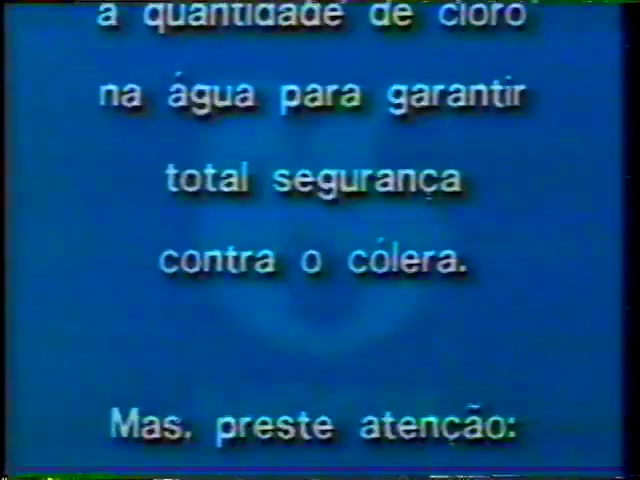 a quantidade de cloro
na água para garantir
total segurança
contra o cólera.
Mas, preste atenção: